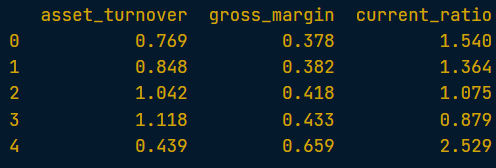 asset_turnover gross_margin current_ratio
0 0.769 0.378 1.540
1 0.848 0.382 1.364
2 1.042 0.418 1.075
3 1.118 0.433 0.879
4 0.439 0.659 2.529